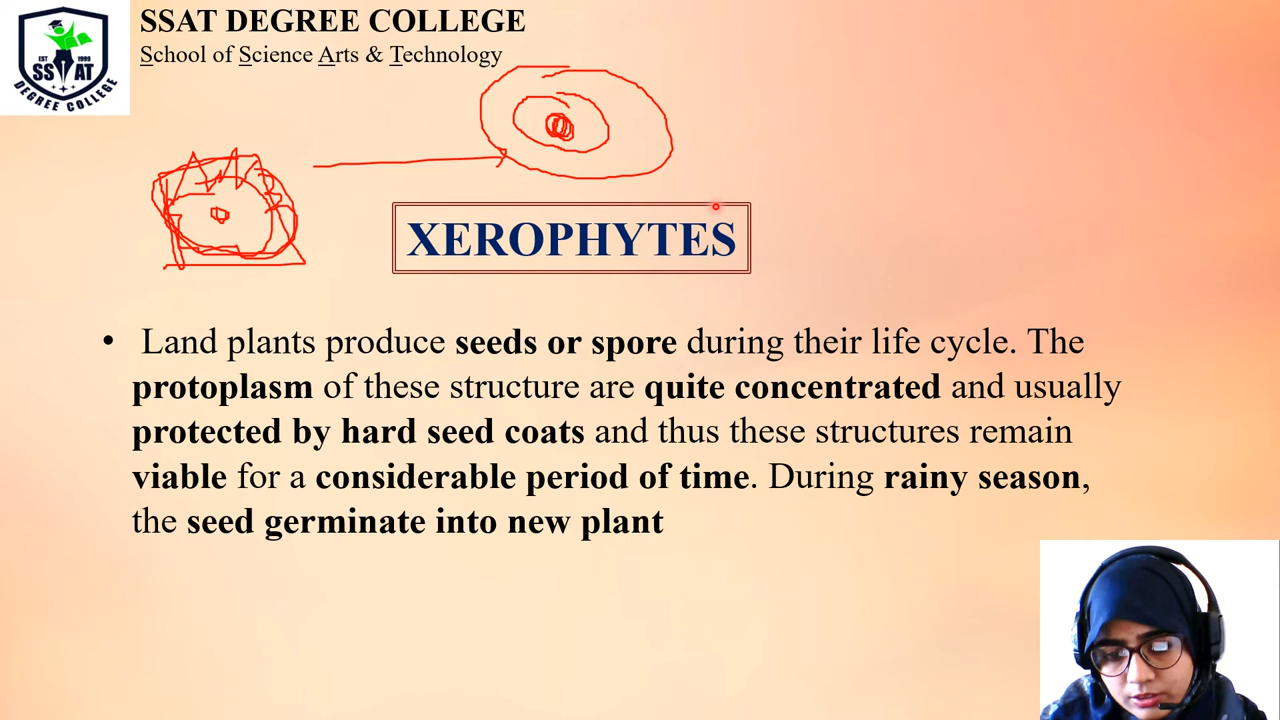 SSAT DEGREE COLLEGE
School of Science Arts & Technology
EST 1999
SSAT
DEGREE COLLEGE
XEROPHYTES
• Land plants produce seeds or spore during their life cycle. The
protoplasm of these structure are quite concentrated and usually
protected by hard seed coats and thus these structures remain
viable for a considerable period of time. During rainy season,
the seed germinate into new plant